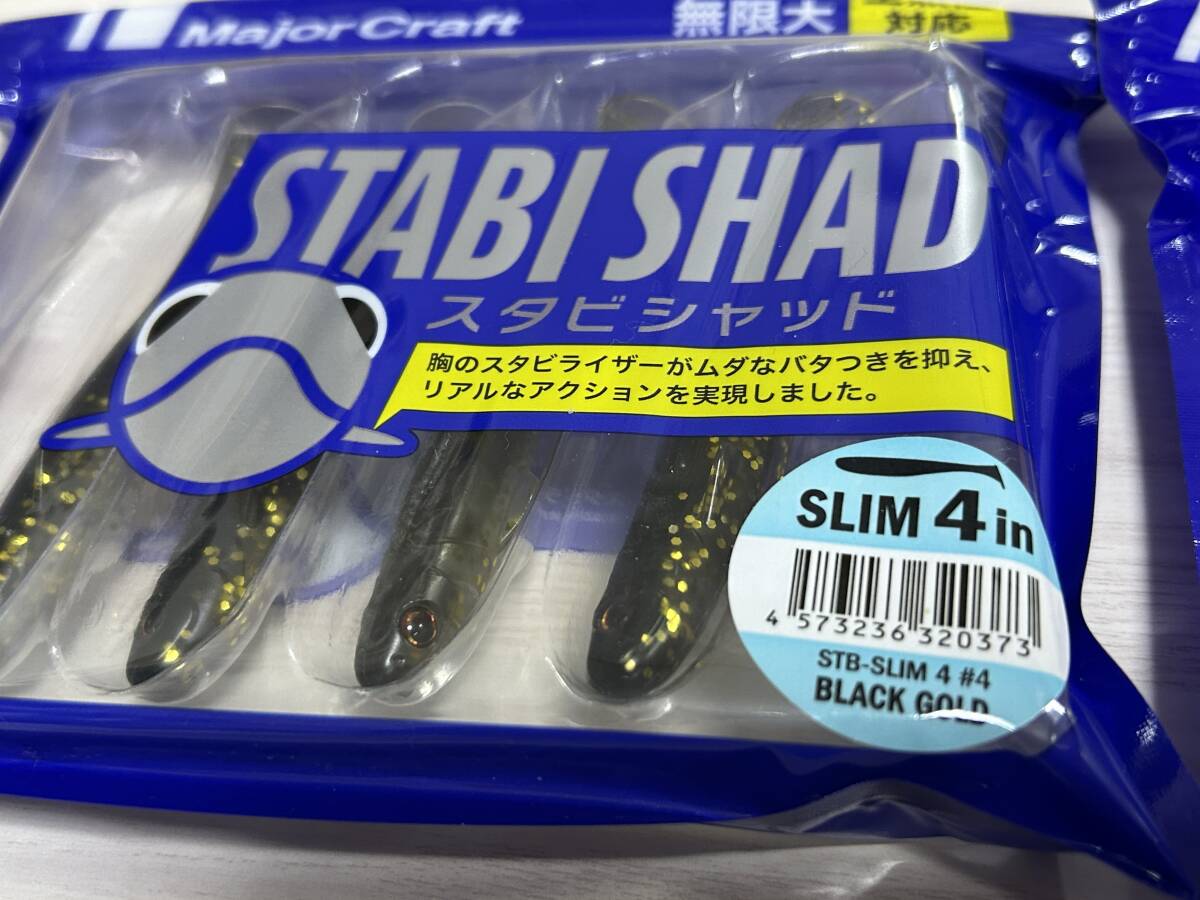 MajorCraft
無限大
対応
STABI SHAD
スタビシャッド
胸のスタビライザーがムダなバタつきを抑え、
リアルなアクションを実現しました。
SLIM 4 in
4 573236 320373
STB-SLIM 4 #4
BLACK GOLD